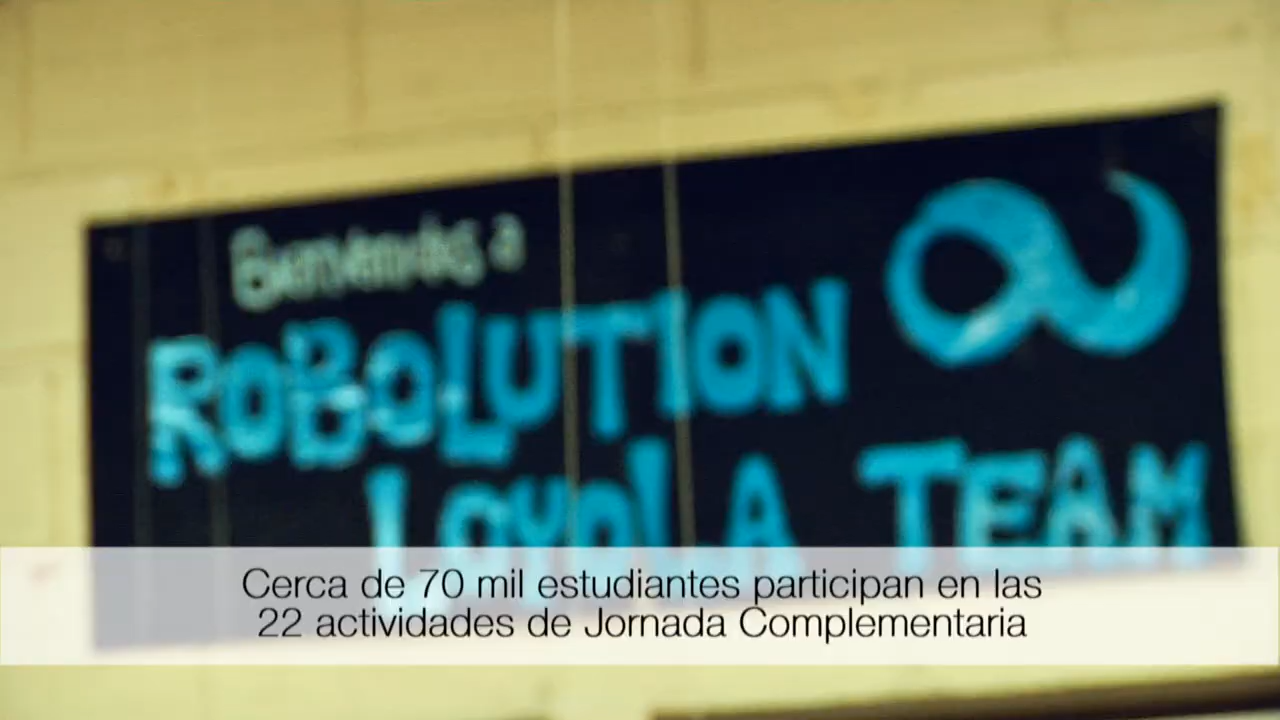 Bienvenidos a
ROBOLUTION
LOYOLA TEAM
Cerca de 70 mil estudiantes participan en las
22 actividades de Jornada Complementaria